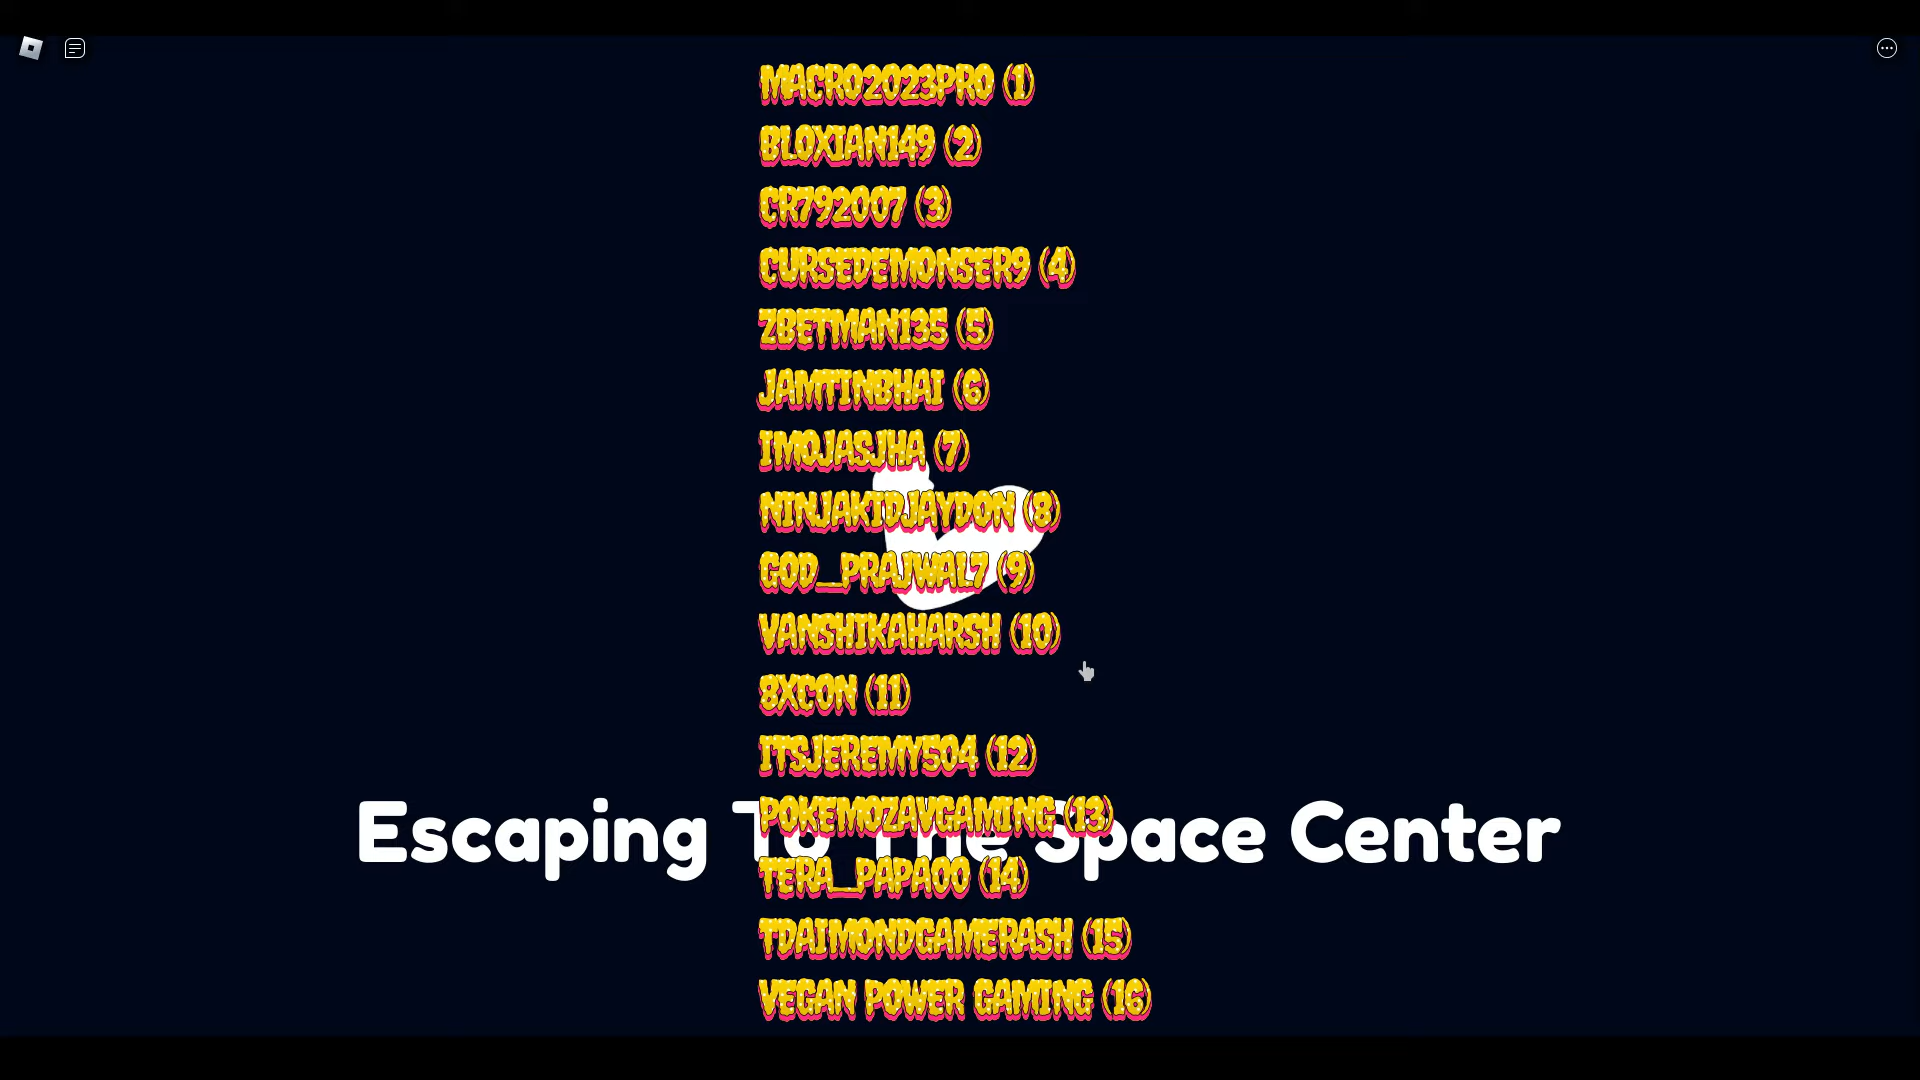 MACRO2023PRO (1)
BLOXIAN149 (2)
CR792007 (3)
CURSEDEMONSER9 (4)
ZBETMAN135 (5)
JAMTINBHAI (6)
IMOJASJHA (7)
NINJAKIDJAYDON (8)
GOD_PRAJWAL7 (9)
VANSHIKAHARSH (10)
8XCON (11)
ITSJEREMY504 (12)
POKEMOZAVGAMING (13)
Escaping To The Space Center
TERA_PAPA00 (14)
TDAIMONDGAMERASH (15)
VEGAN POWER GAMING (16)